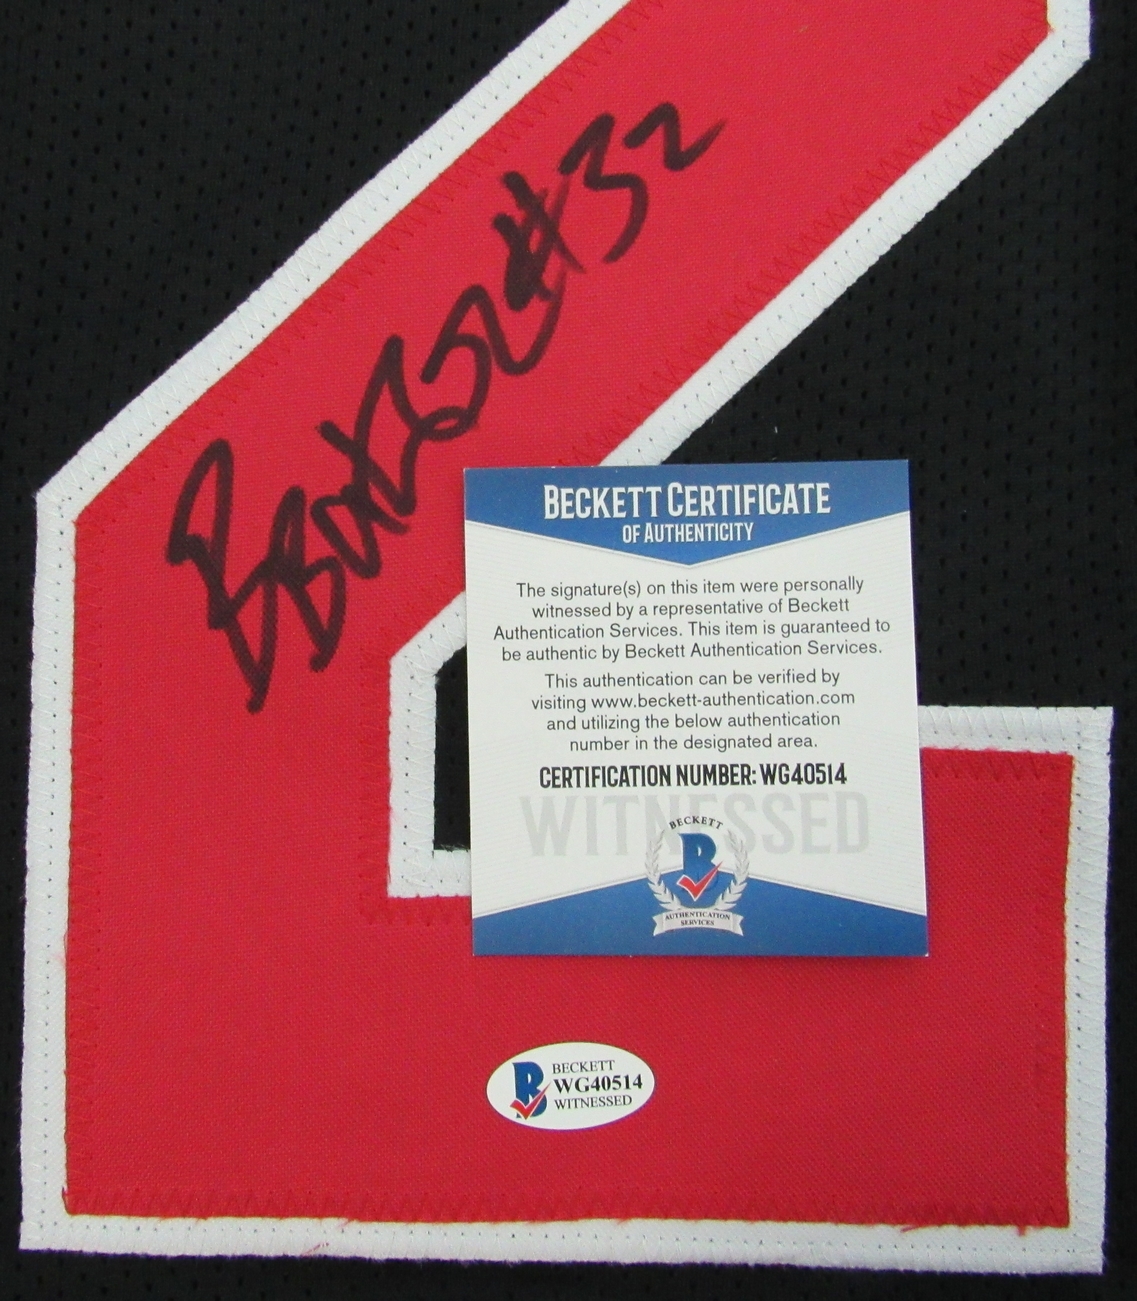 #32
BECKETT CERTIFICATE
OF AUTHENTICITY
The signature(s) on this item were personally
witnessed by a representative of Beckett
Authentication Services. This item is guaranteed to
be authentic by Beckett Authentication Services.
This authentication can be verified by
visiting www.beckett-authentication.com
and utilizing the below authentication
number in the designated area.
CERTIFICATION NUMBER: WG40514
WITNESSED
BECKETT
B
AUTHENTICATION
SERVICES
B
BECKETT
WG40514
WITNESSED